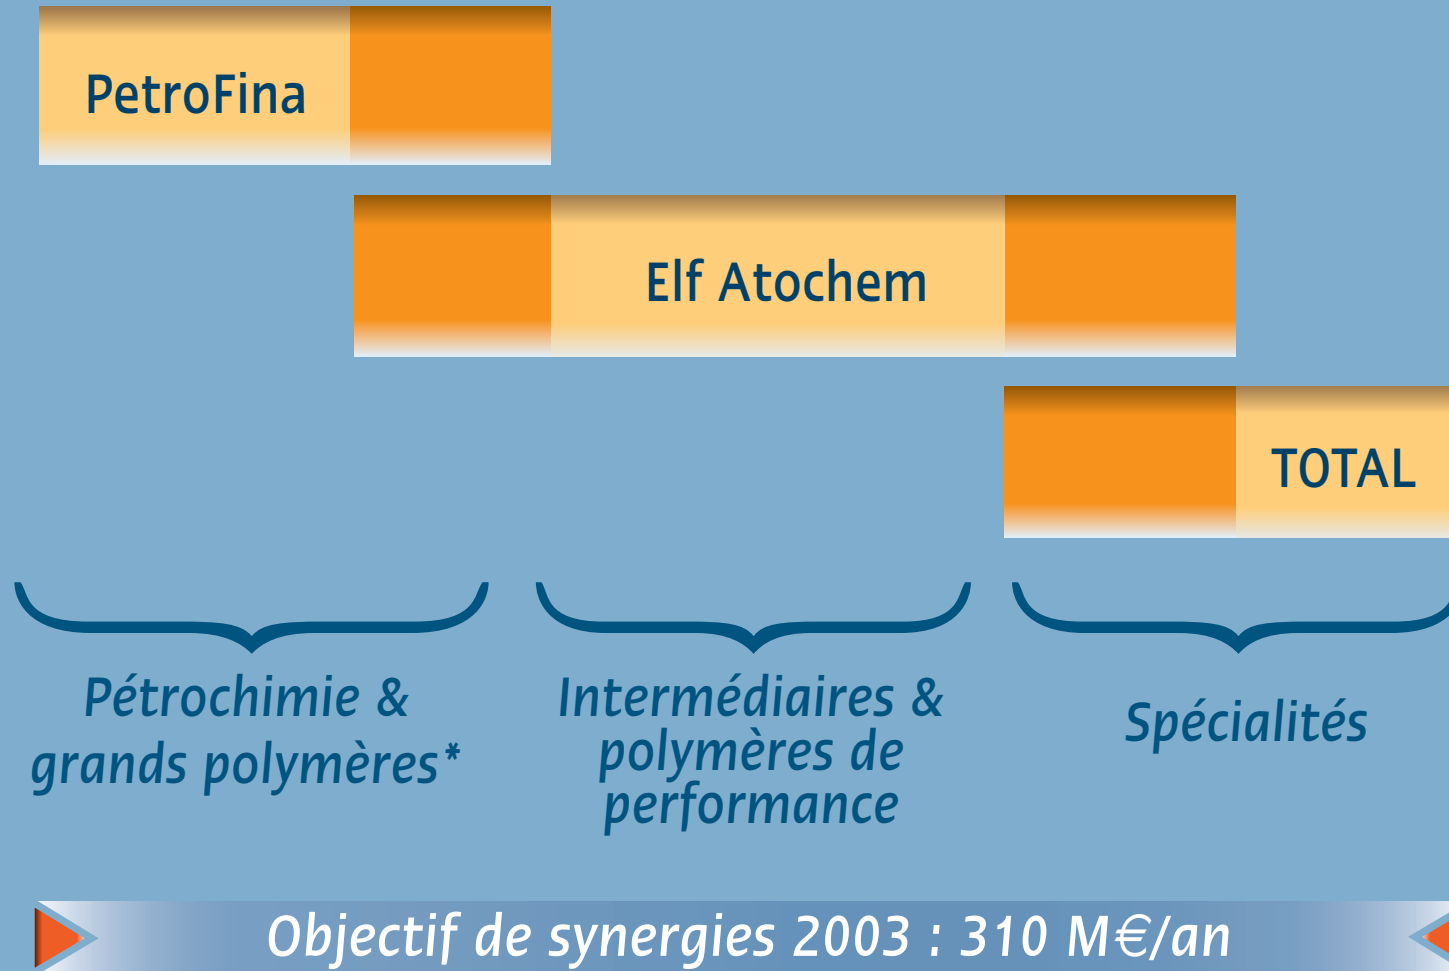 PetroFina
Elf Atochem
TOTAL
Pétrochimie &
grands polymères*
Intermédiaires &
polymères de
performance
Spécialités
Objectif de synergies 2003 : 310 M€/an